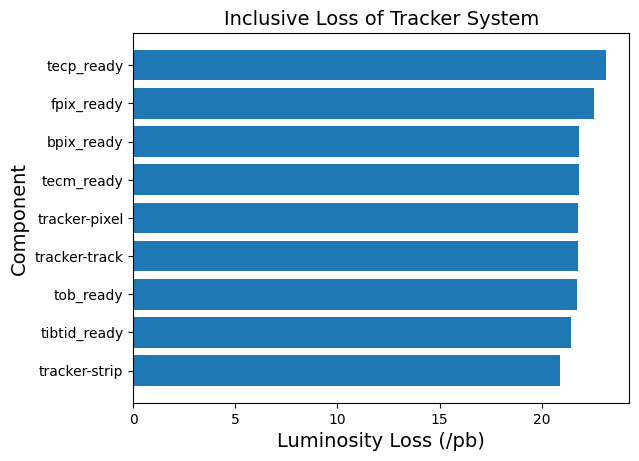 Inclusive Loss of Tracker System
Component
tecp_ready
fpix_ready
bpix_ready
tecm_ready
tracker-pixel
tracker-track
tob_ready
tibtid_ready
tracker-strip
0 5 10 15 20
Luminosity Loss (/pb)